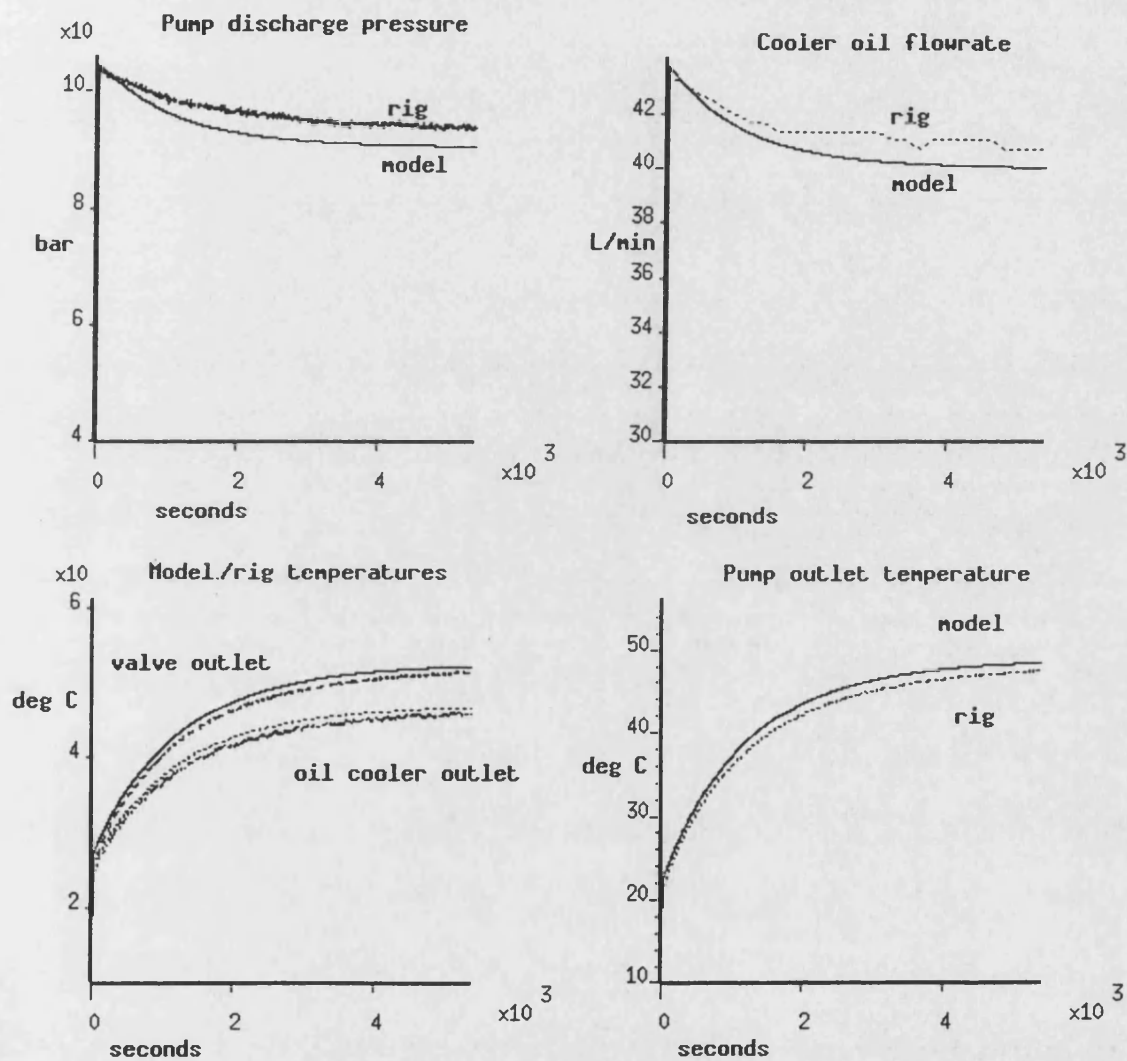 Pump discharge pressure
x10
10
8
bar
6
4
rig
model
0
2
4
x10 3
seconds
Cooler oil flowrate
42
40
38
L/min
36
34
32
30
rig
model
0
2
4
x10 3
seconds
Model/rig temperatures
x10
6
valve outlet
deg C
4
oil cooler outlet
2
0
2
4
x10 3
seconds
Pump outlet temperature
50
model
40
rig
deg C
30
20
10
0
2
4
x10 3
seconds